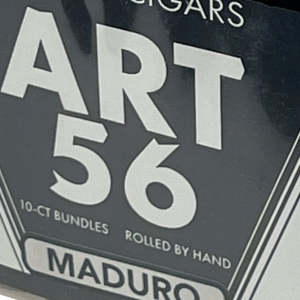 CIGARS
ART
56
10-CT BUNDLES ROLLED BY HAND
MADURO